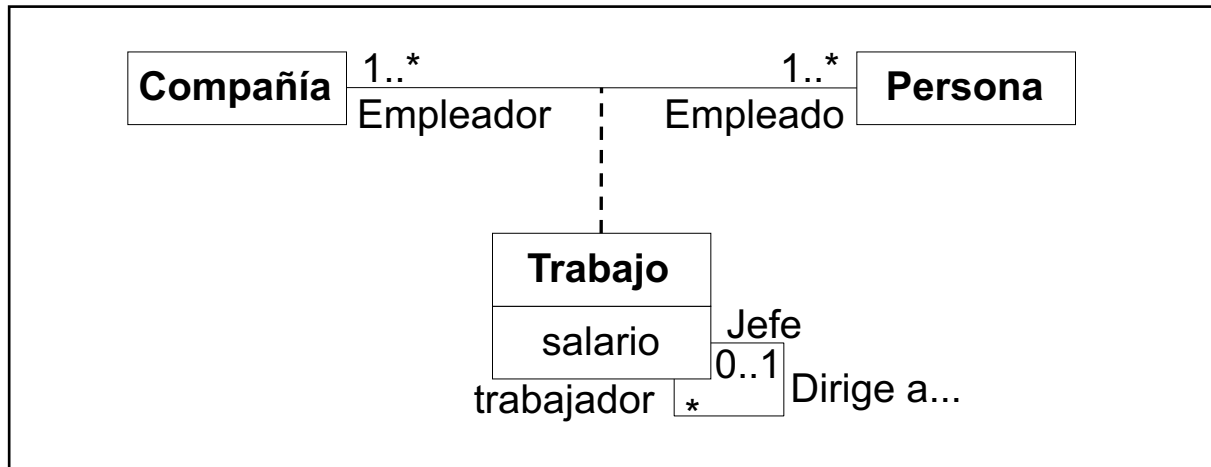 1..* 1..*
Compañía Persona
Empleador Empleado
Trabajo
salario
Jefe
0..1
trabajador * Dirige a...